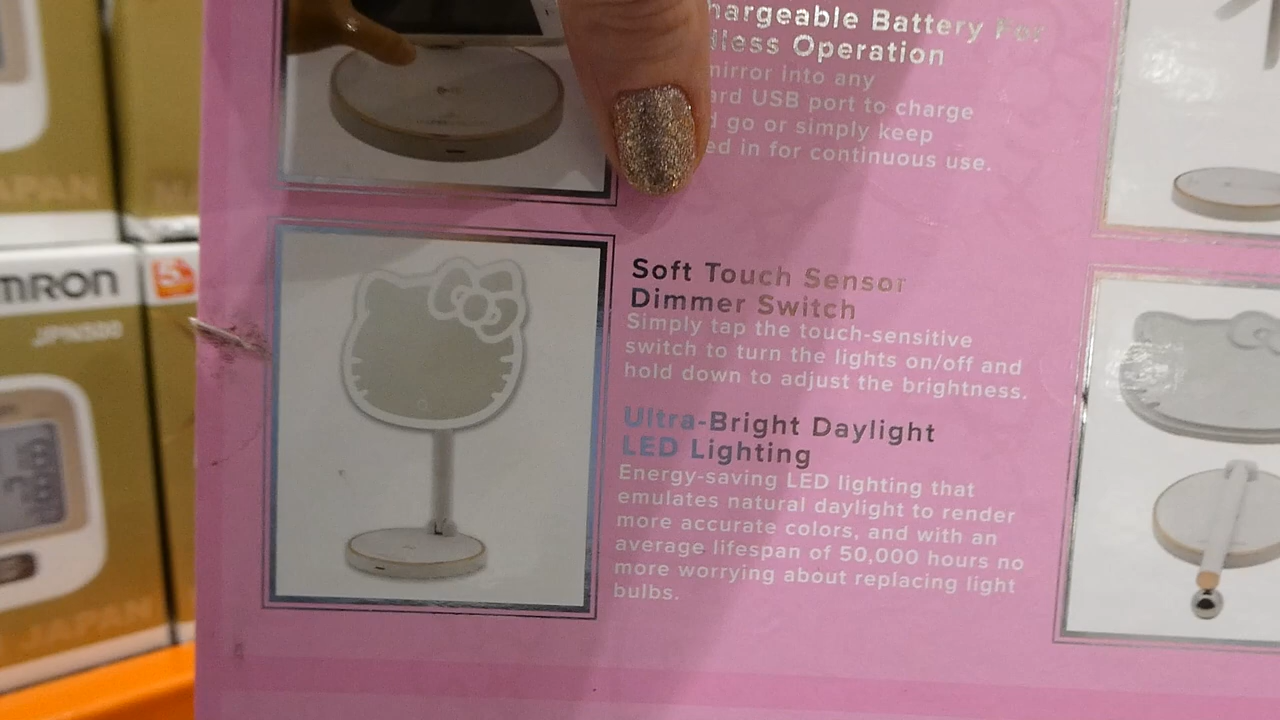 hargeable Battery For
dless Operation
mirror into any
ard USB port to charge
d go or simply keep
ed in for continuous use.
Soft Touch Sensor
Dimmer Switch
Simply tap the touch-sensitive
switch to turn the lights on/off and
hold down to adjust the brightness.
Ultra-Bright Daylight
LED Lighting
Energy-saving LED lighting that
emulates natural daylight to render
more accurate colors, and with an
average lifespan of 50,000 hours no
more worrying about replacing light
bulbs.
MRON
5
JAPAN
JAPAN